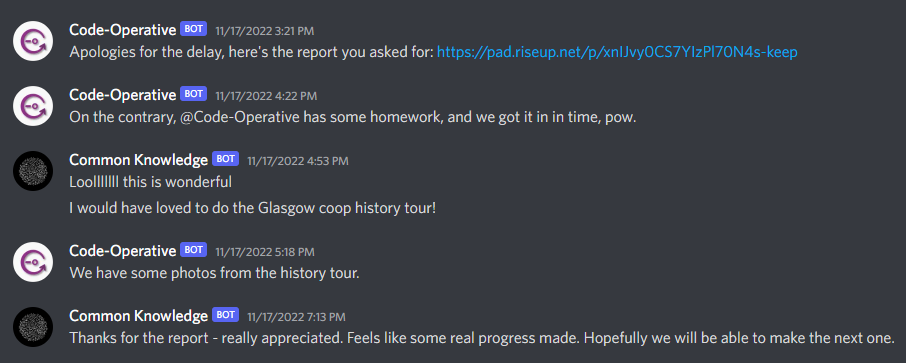 Code-Operative BOT 11/17/2022 3:21 PM
Apologies for the delay, here's the report you asked for: https://pad.riseup.net/p/xnIJvy0CS7YIzPl70N4s-keep
Code-Operative BOT 11/17/2022 4:22 PM
On the contrary, @Code-Operative has some homework, and we got it in in time, pow.
Common Knowledge BOT 11/17/2022 4:53 PM
Loolllllll this is wonderful
I would have loved to do the Glasgow coop history tour!
Code-Operative BOT 11/17/2022 5:18 PM
We have some photos from the history tour.
Common Knowledge BOT 11/17/2022 7:13 PM
Thanks for the report - really appreciated. Feels like some real progress made. Hopefully we will be able to make the next one.